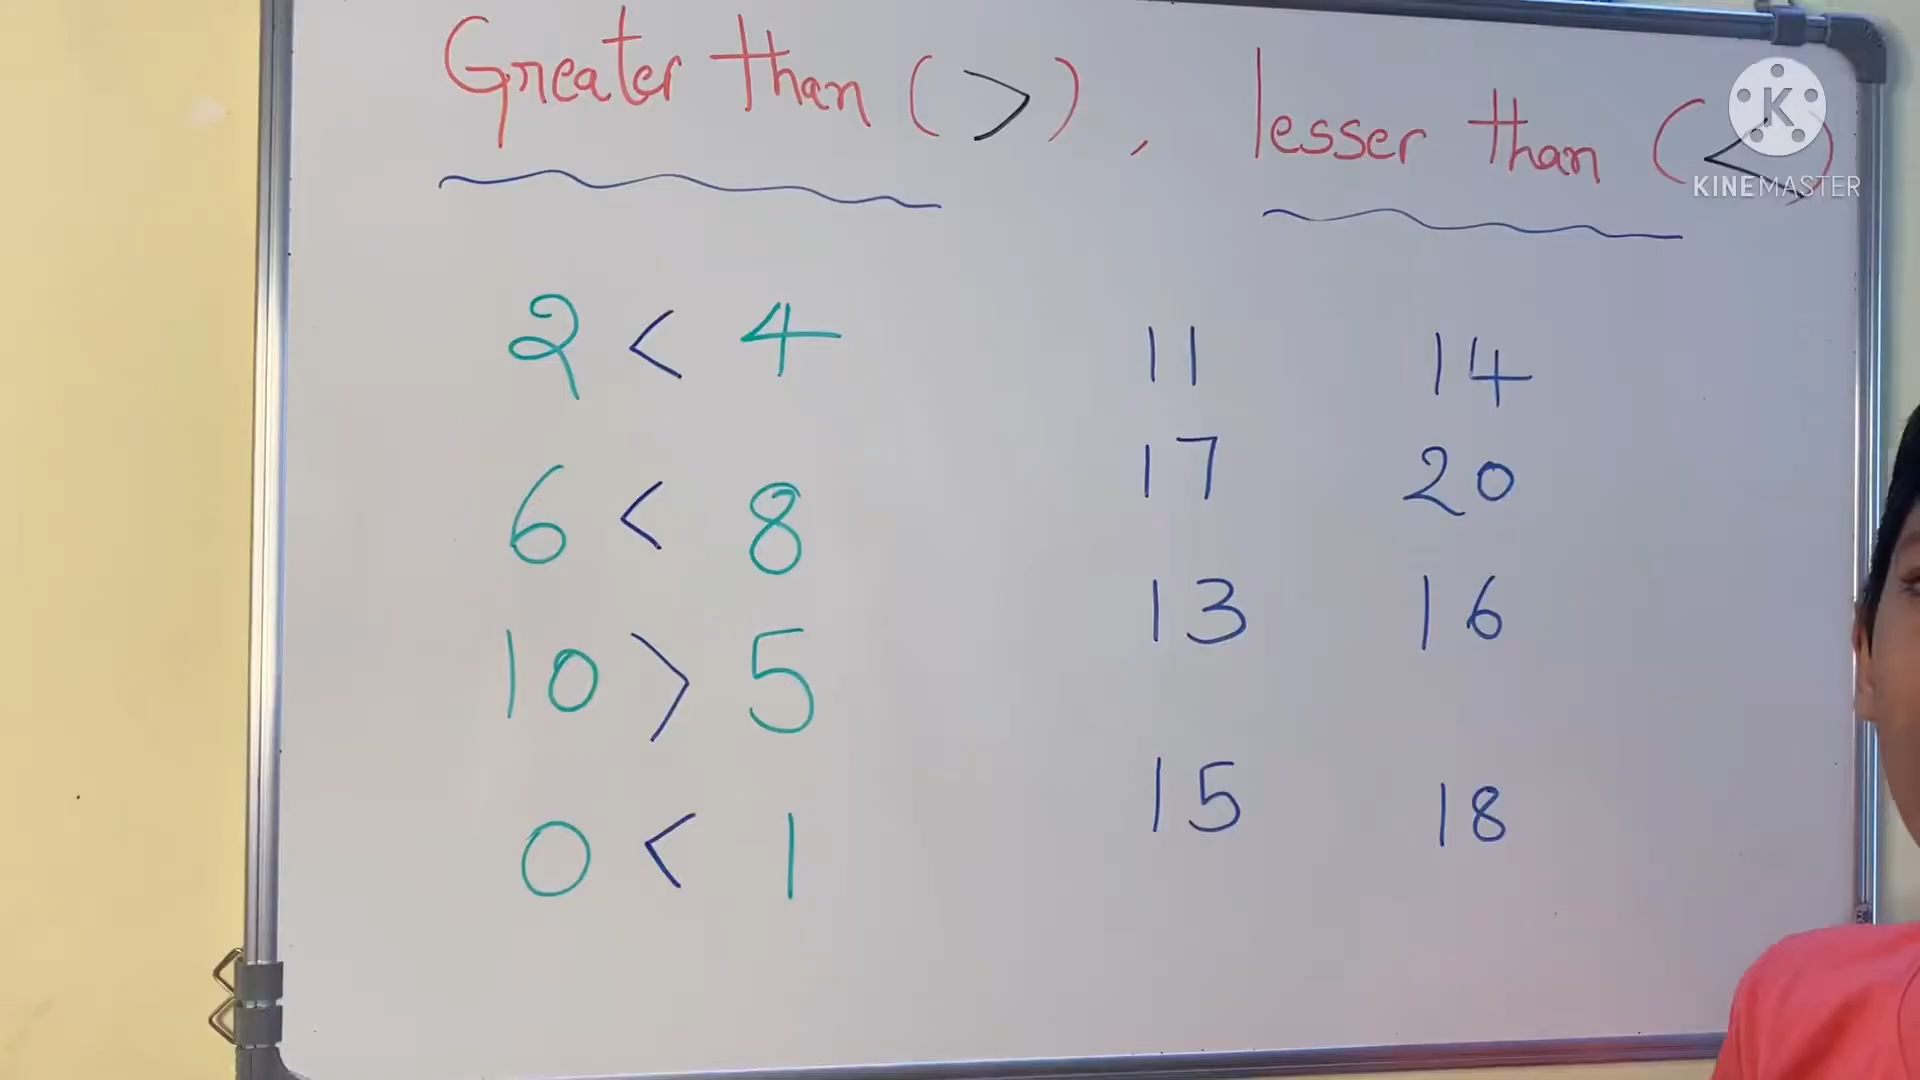 Greater than (>), lesser than (<)
KINEMASTER
2 < 4
6 < 8
10 > 5
0 < 1
11 14
17 20
13 16
15 18